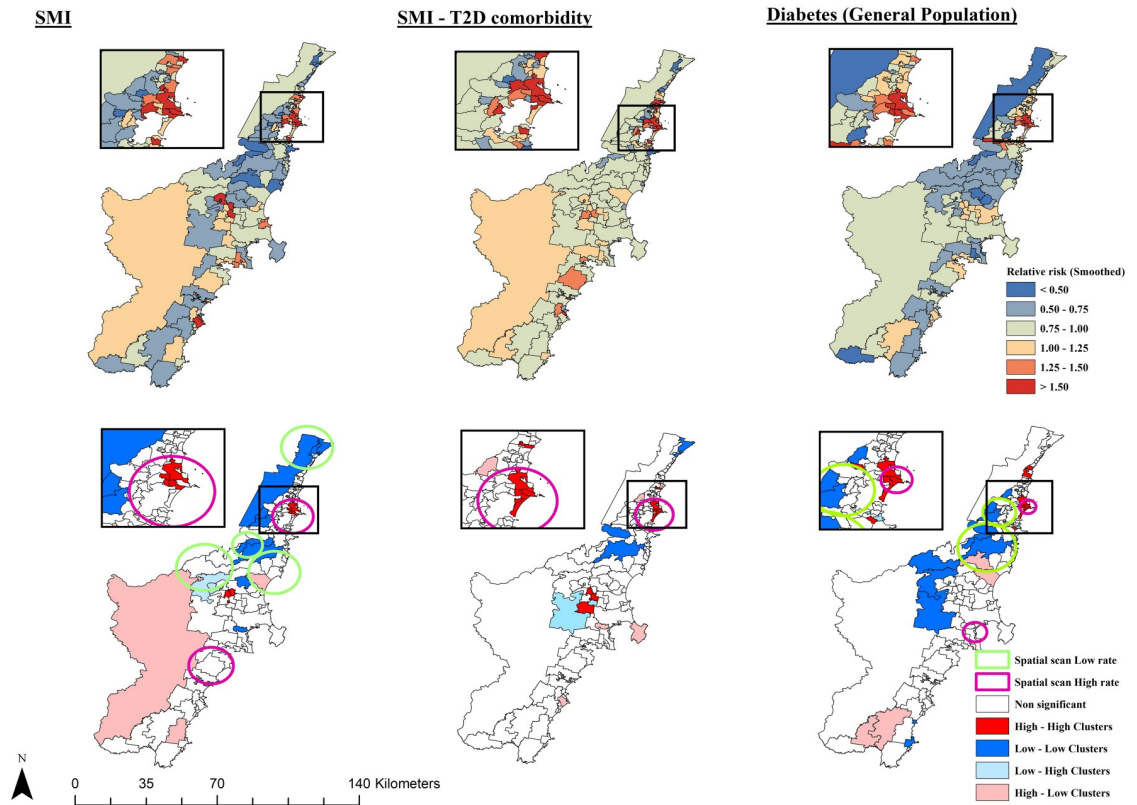 SMI
SMI - T2D comorbidity
Diabetes (General Population)
Relative risk (Smoothed)
< 0.50
0.50 - 0.75
0.75 - 1.00
1.00 - 1.25
1.25 - 1.50
> 1.50
Spatial scan Low rate
Spatial scan High rate
Non significant
High - High Clusters
Low - Low Clusters
Low - High Clusters
High - Low Clusters
N
0 35 70 140 Kilometers